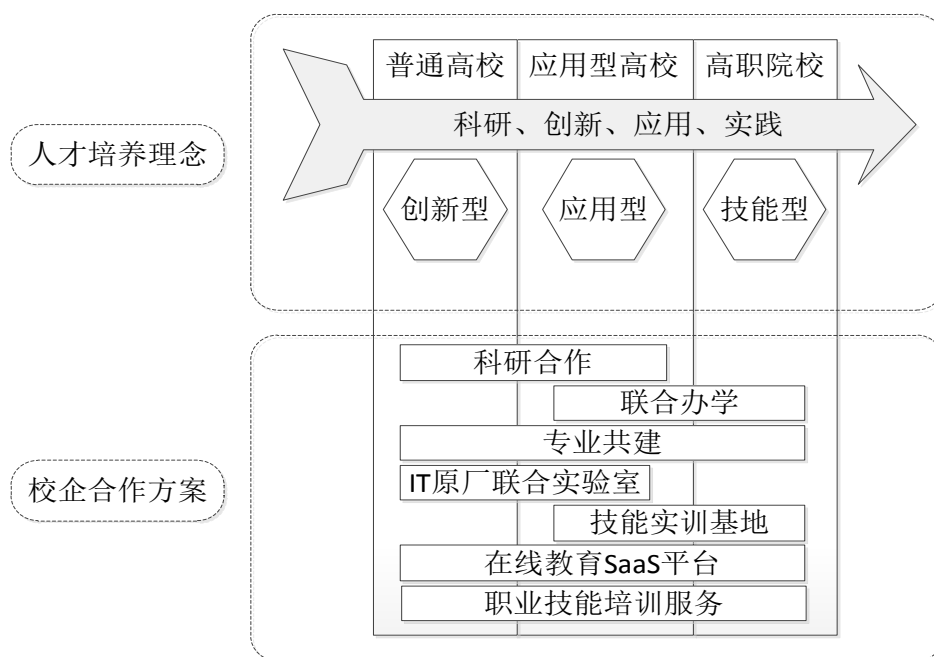 普通高校
应用型高校
高职院校
科研、创新、应用、实践
人才培养理念
创新型
应用型
技能型
科研合作
联合办学
专业共建
校企合作方案
IT原厂联合实验室
技能实训基地
在线教育SaaS平台
职业技能培训服务